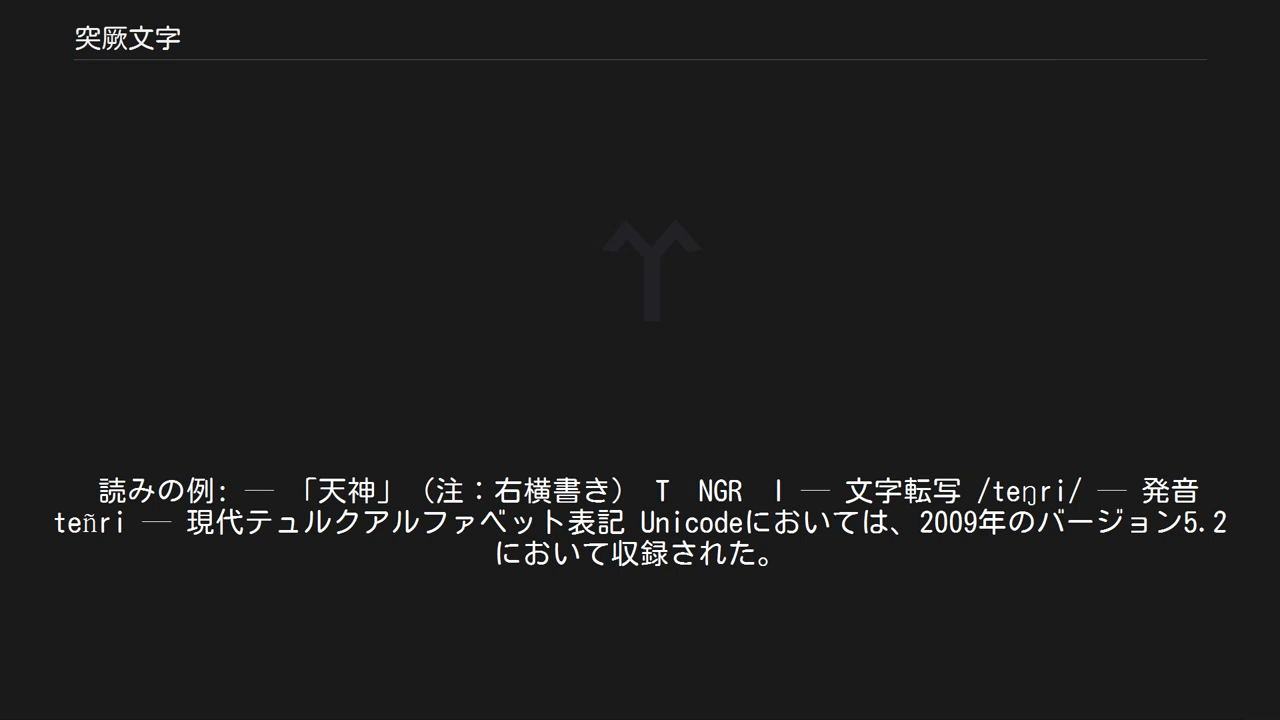 突厥文字
読みの例: — 「天神」（注：右横書き） T NGR I — 文字転写 /teŋri/ — 発音
teñri — 現代テュルクアルファベット表記 Unicodeにおいては、2009年のバージョン5.2
において収録された。